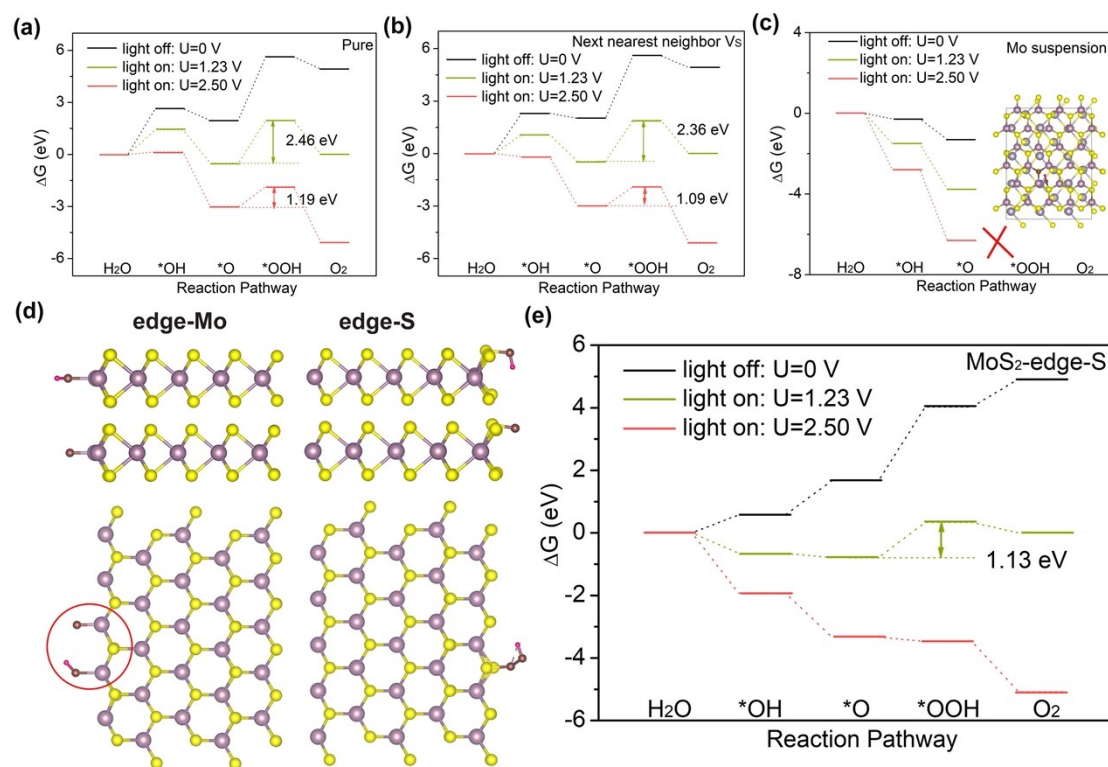 (a)
Pure
light off: U=0 V
light on: U=1.23 V
light on: U=2.50 V
6
3
0
-3
-6
ΔG (eV)
2.46 eV
1.19 eV
H₂O *OH *O *OOH O₂
Reaction Pathway
(b)
Next nearest neighbor Vs
light off: U=0 V
light on: U=1.23 V
light on: U=2.50 V
6
3
0
-3
-6
ΔG (eV)
2.36 eV
1.09 eV
H₂O *OH *O *OOH O₂
Reaction Pathway
(c)
Mo suspension
light off: U=0 V
light on: U=1.23 V
light on: U=2.50 V
4
0
-4
-8
ΔG (eV)
H₂O *OH *O *OOH O₂
Reaction Pathway
(d)
edge-Mo edge-S
(e)
MoS₂-edge-S
light off: U=0 V
light on: U=1.23 V
light on: U=2.50 V
6
4
2
0
-2
-4
-6
ΔG (eV)
1.13 eV
H₂O *OH *O *OOH O₂
Reaction Pathway